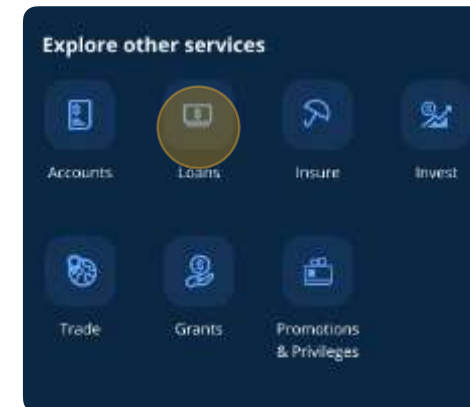 Explore other services
Accounts Loans Insure Invest
Trade Grants Promotions
& Privileges